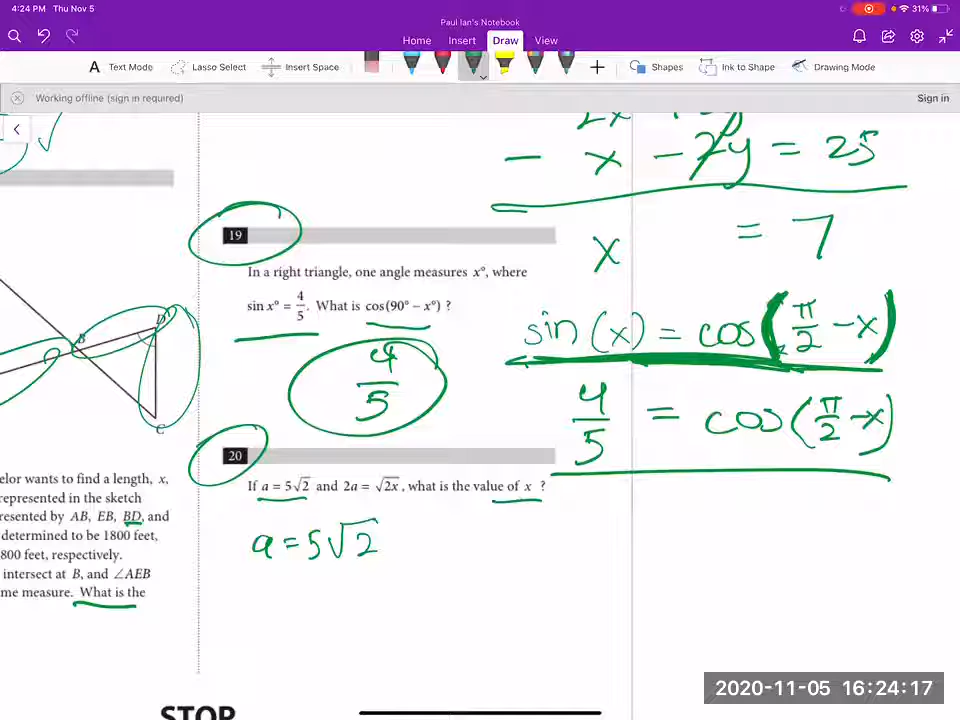 4:24 PM Thu Nov 5
31%
Paul Ian's Notebook
Home Insert Draw View
A Text Mode Lasso Select Insert Space Shapes Ink to Shape Drawing Mode
Working offline (sign in required) Sign in
− x − 2y = 25
x = 7
19
In a right triangle, one angle measures x°, where
sin x° = 4/5. What is cos(90° − x°) ?
4/5
sin(x) = cos(π/2 − x)
4/5 = cos(π/2 − x)
B
D
C
20
If a = 5√2 and 2a = √2x, what is the value of x ?
a = 5√2
elor wants to find a length, x,
represented in the sketch
resented by AB, EB, BD, and
determined to be 1800 feet,
800 feet, respectively.
intersect at B, and ∠AEB
me measure. What is the
STOP
2020-11-05 16:24:17